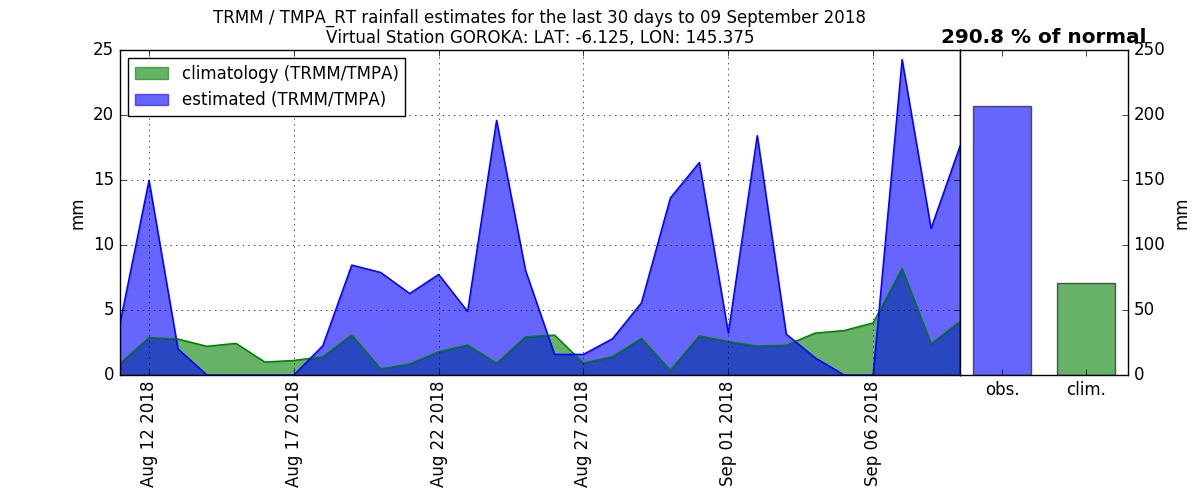 TRMM / TMPA_RT rainfall estimates for the last 30 days to 09 September 2018
Virtual Station GOROKA: LAT: -6.125, LON: 145.375
290.8 % of normal
climatology (TRMM/TMPA)
estimated (TRMM/TMPA)
25
20
15
10
5
0
mm
250
200
150
100
50
0
mm
obs.
clim.
Aug 12 2018
Aug 17 2018
Aug 22 2018
Aug 27 2018
Sep 01 2018
Sep 06 2018